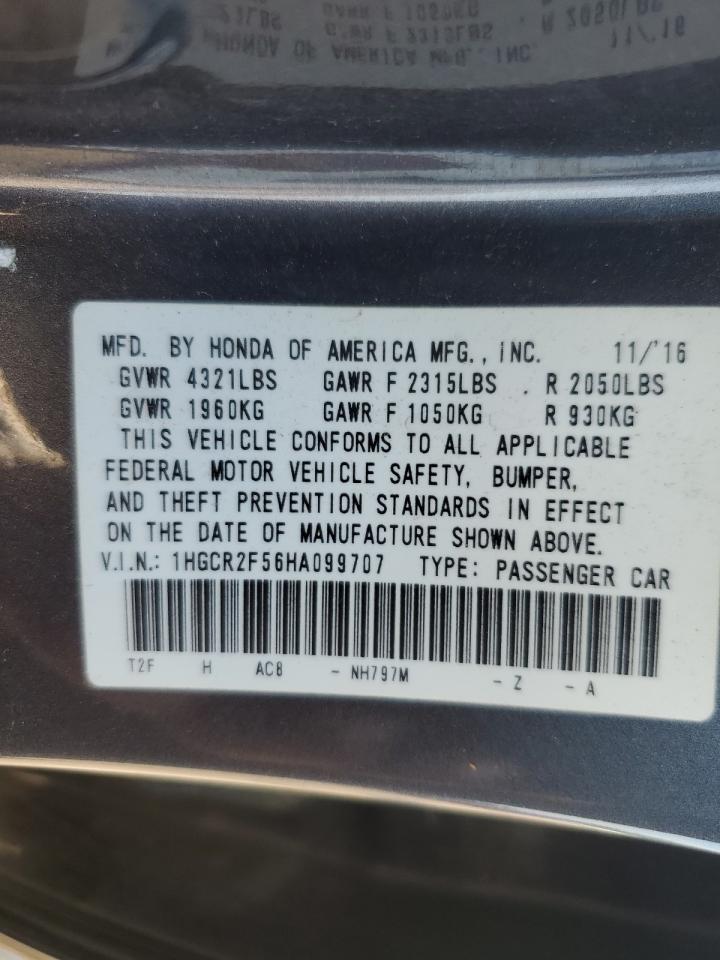 MFD. BY HONDA OF AMERICA MFG., INC. 11/'16
GVWR 4321LBS GAWR F 2315LBS . R 2050LBS
GVWR 1960KG GAWR F 1050KG R 930KG
THIS VEHICLE CONFORMS TO ALL APPLICABLE
FEDERAL MOTOR VEHICLE SAFETY, BUMPER,
AND THEFT PREVENTION STANDARDS IN EFFECT
ON THE DATE OF MANUFACTURE SHOWN ABOVE.
V.I.N.: 1HGCR2F56HA099707 TYPE: PASSENGER CAR
T2F H AC8 - NH797M - Z - A